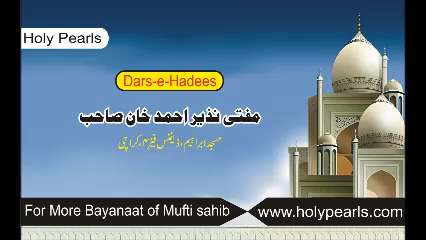 Holy Pearls
Dars-e-Hadees
مفتی نذیر احمد خان صاحب
مسجد ابراہیم، ڈیفنس فیز ۴، کراچی
For More Bayanaat of Mufti sahib
www.holypearls.com